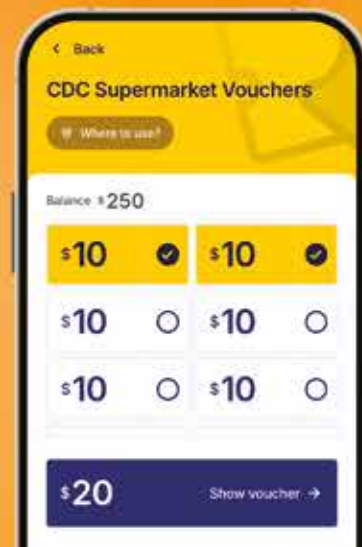 Back
CDC Supermarket Vouchers
Where to use?
Balance $250
$10 $10
$10 $10
$10 $10
$20 Show voucher →